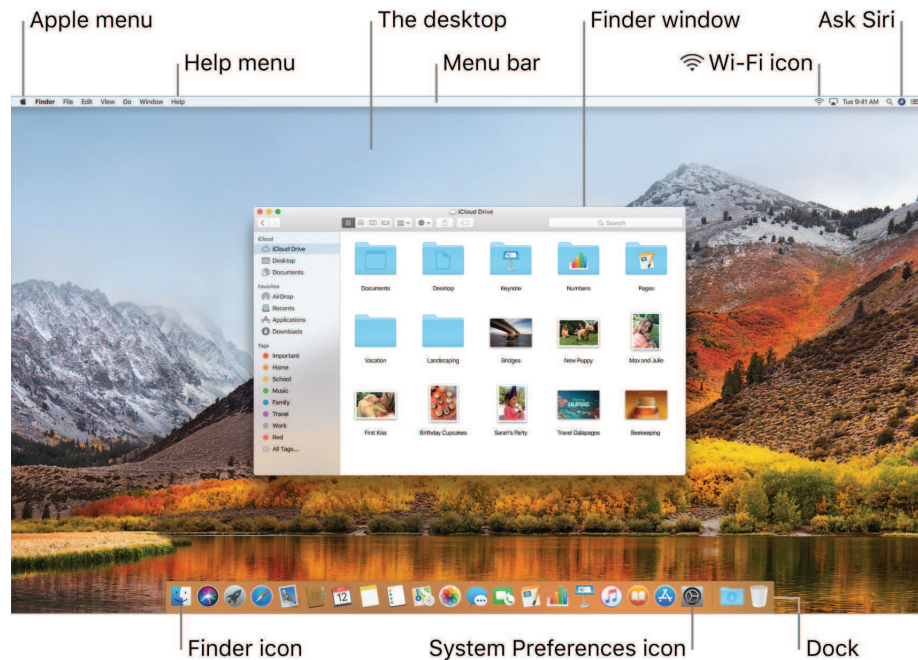 Apple menu
The desktop
Finder window
Ask Siri
Help menu
Menu bar
Wi-Fi icon
Finder File Edit View Go Window Help
Tue 9:41 AM
iCloud Drive
Search
iCloud
iCloud Drive
Desktop
Documents
Favorites
AirDrop
Recents
Applications
Downloads
Tags
Important
Home
School
Music
Family
Travel
Work
Red
All Tags...
Documents
Desktop
Keynote
Numbers
Pages
Vacation
Landscaping
Bridges
New Puppy
Max and Julie
First Kiss
Birthday Cupcakes
Sarah's Party
GALAPAGOS
Travel Galapagos
Beekeeping
12
Finder icon
System Preferences icon
Dock